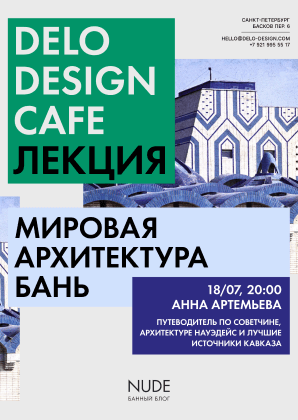 САНКТ-ПЕТЕРБУРГ
БАСКОВ ПЕР. 6
HELLO@DELO-DESIGN.COM
+7 921 995 55 17
DELO
DESIGN
CAFE
ЛЕКЦИЯ
МИРОВАЯ
АРХИТЕКТУРА
БАНЬ
18/07, 20:00
АННА АРТЕМЬЕВА
ПУТЕВОДИТЕЛЬ ПО СОВЕТЧИНЕ,
АРХИТЕКТУРЕ НАУЭДЕЙС И ЛУЧШИЕ
ИСТОЧНИКИ КАВКАЗА
NUDE
БАННЫЙ БЛОГ